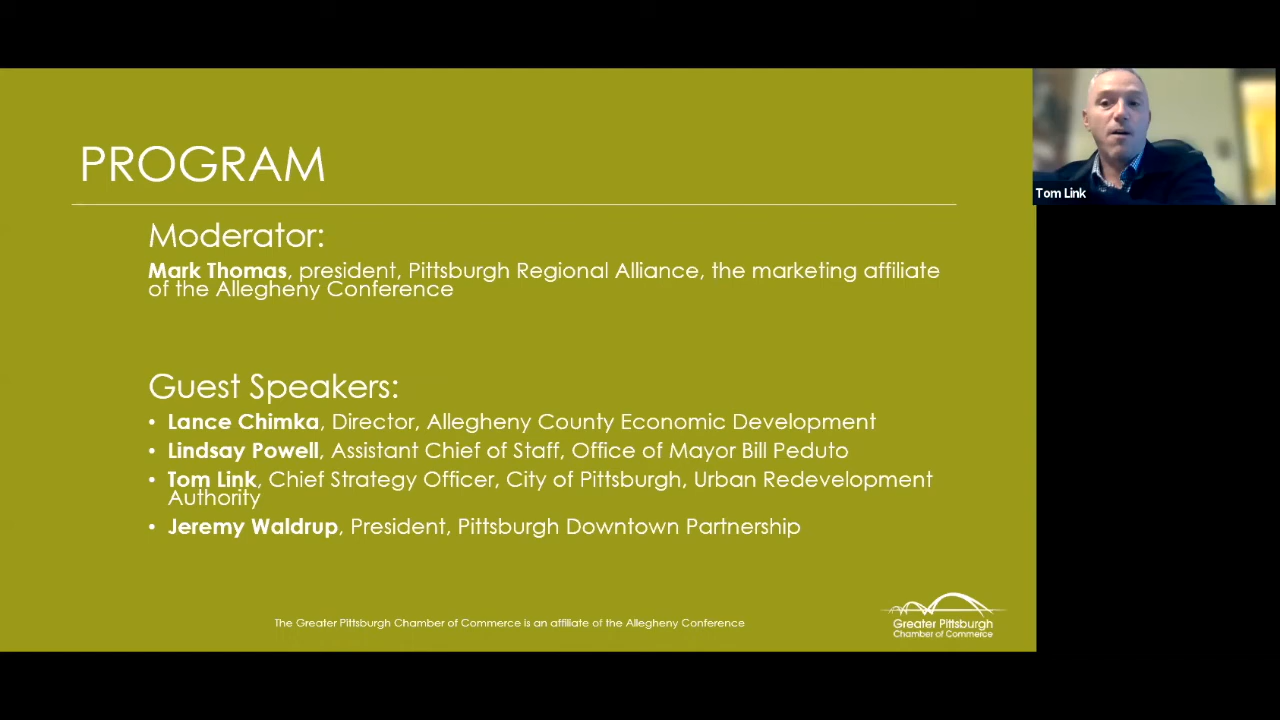 PROGRAM
Tom Link
Moderator:
Mark Thomas, president, Pittsburgh Regional Alliance, the marketing affiliate
of the Allegheny Conference
Guest Speakers:
• Lance Chimka, Director, Allegheny County Economic Development
• Lindsay Powell, Assistant Chief of Staff, Office of Mayor Bill Peduto
• Tom Link, Chief Strategy Officer, City of Pittsburgh, Urban Redevelopment
Authority
• Jeremy Waldrup, President, Pittsburgh Downtown Partnership
The Greater Pittsburgh Chamber of Commerce is an affiliate of the Allegheny Conference
Greater Pittsburgh
Chamber of Commerce